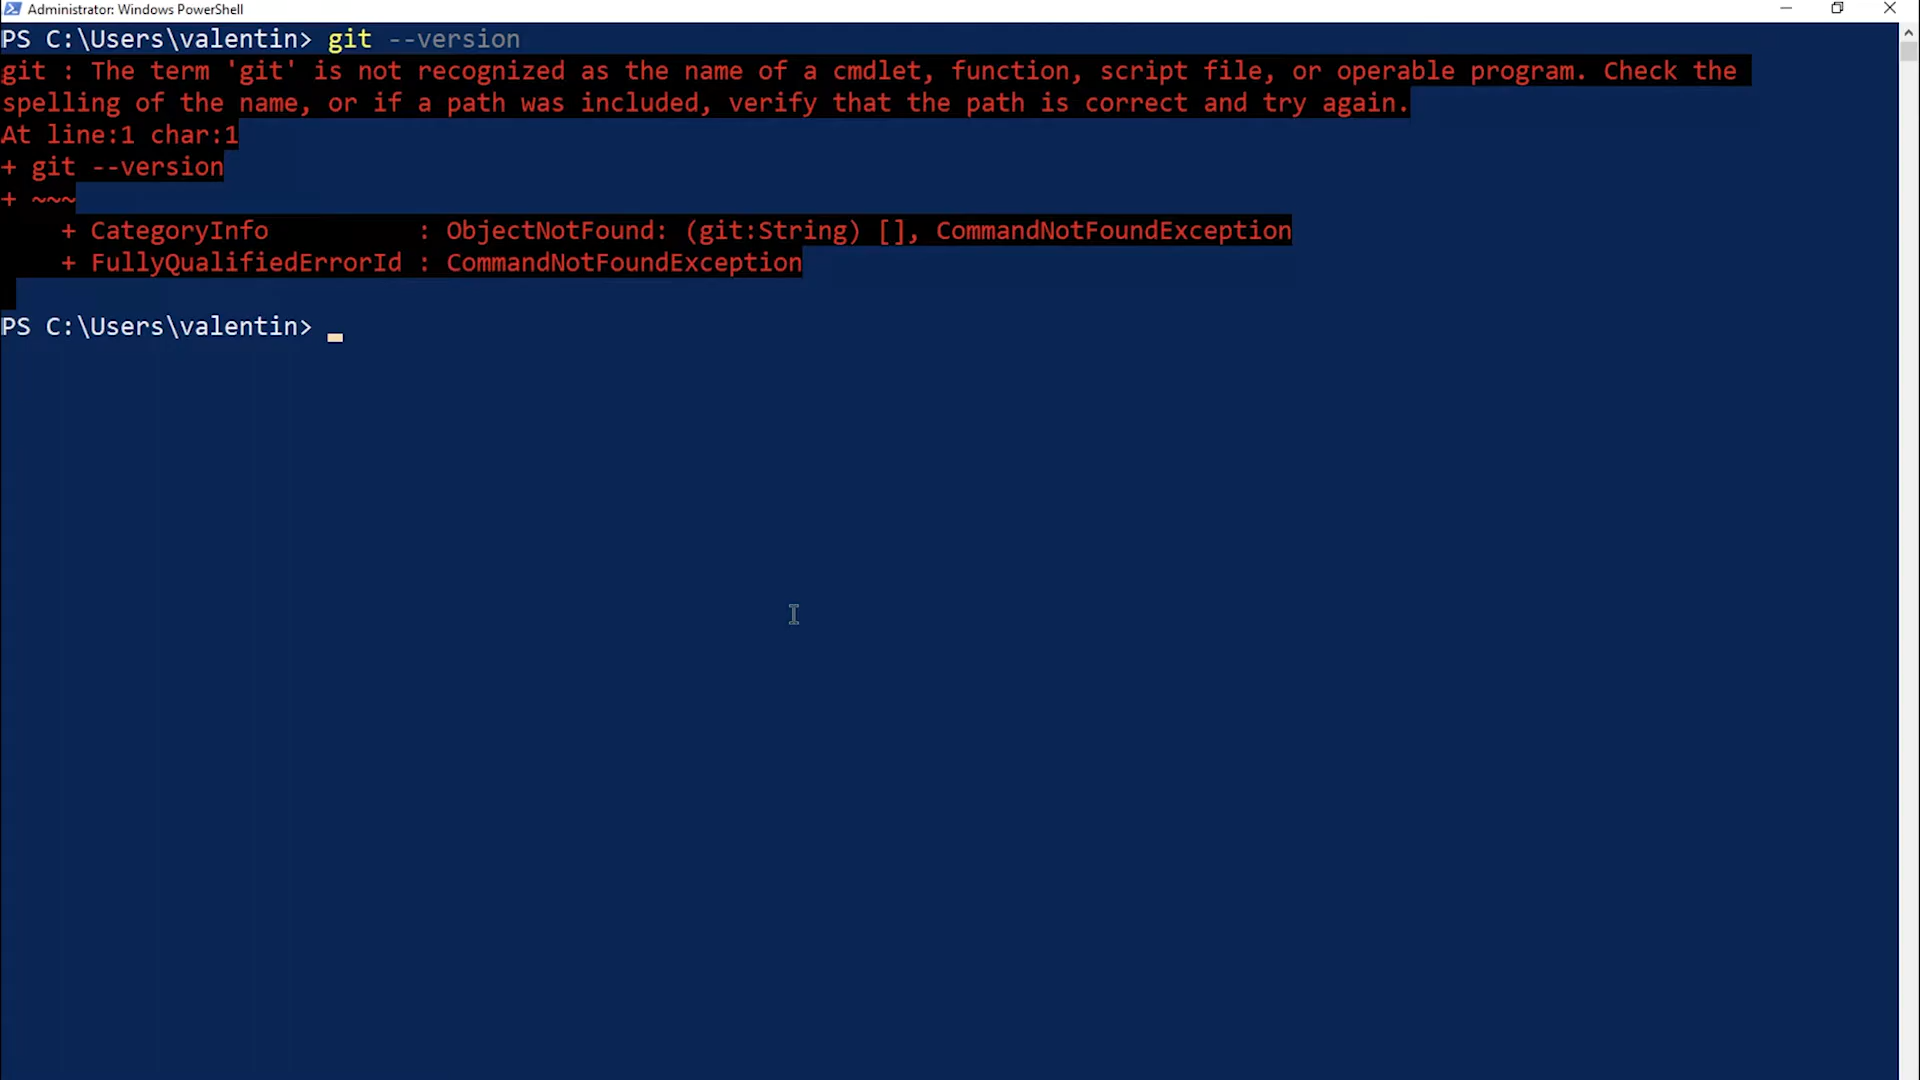 Administrator: Windows PowerShell
PS C:\Users\valentin> git --version
git : The term 'git' is not recognized as the name of a cmdlet, function, script file, or operable program. Check the
spelling of the name, or if a path was included, verify that the path is correct and try again.
At line:1 char:1
+ git --version
+ ~~~
    + CategoryInfo          : ObjectNotFound: (git:String) [], CommandNotFoundException
    + FullyQualifiedErrorId : CommandNotFoundException
PS C:\Users\valentin>